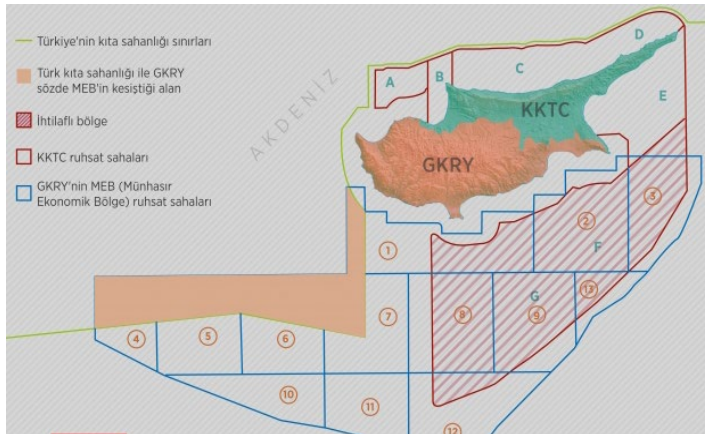 Türkiye'nin kıta sahanlığı sınırları
Türk kıta sahanlığı ile GKRY
sözde MEB'in kesiştiği alan
İhtilaflı bölge
KKTC ruhsat sahaları
GKRY'nin MEB (Münhasır
Ekonomik Bölge) ruhsat sahaları
AKDENİZ
A
B
C
D
E
KKTC
GKRY
1
2
3
F
G
4
5
6
7
8
9
13
10
11
12